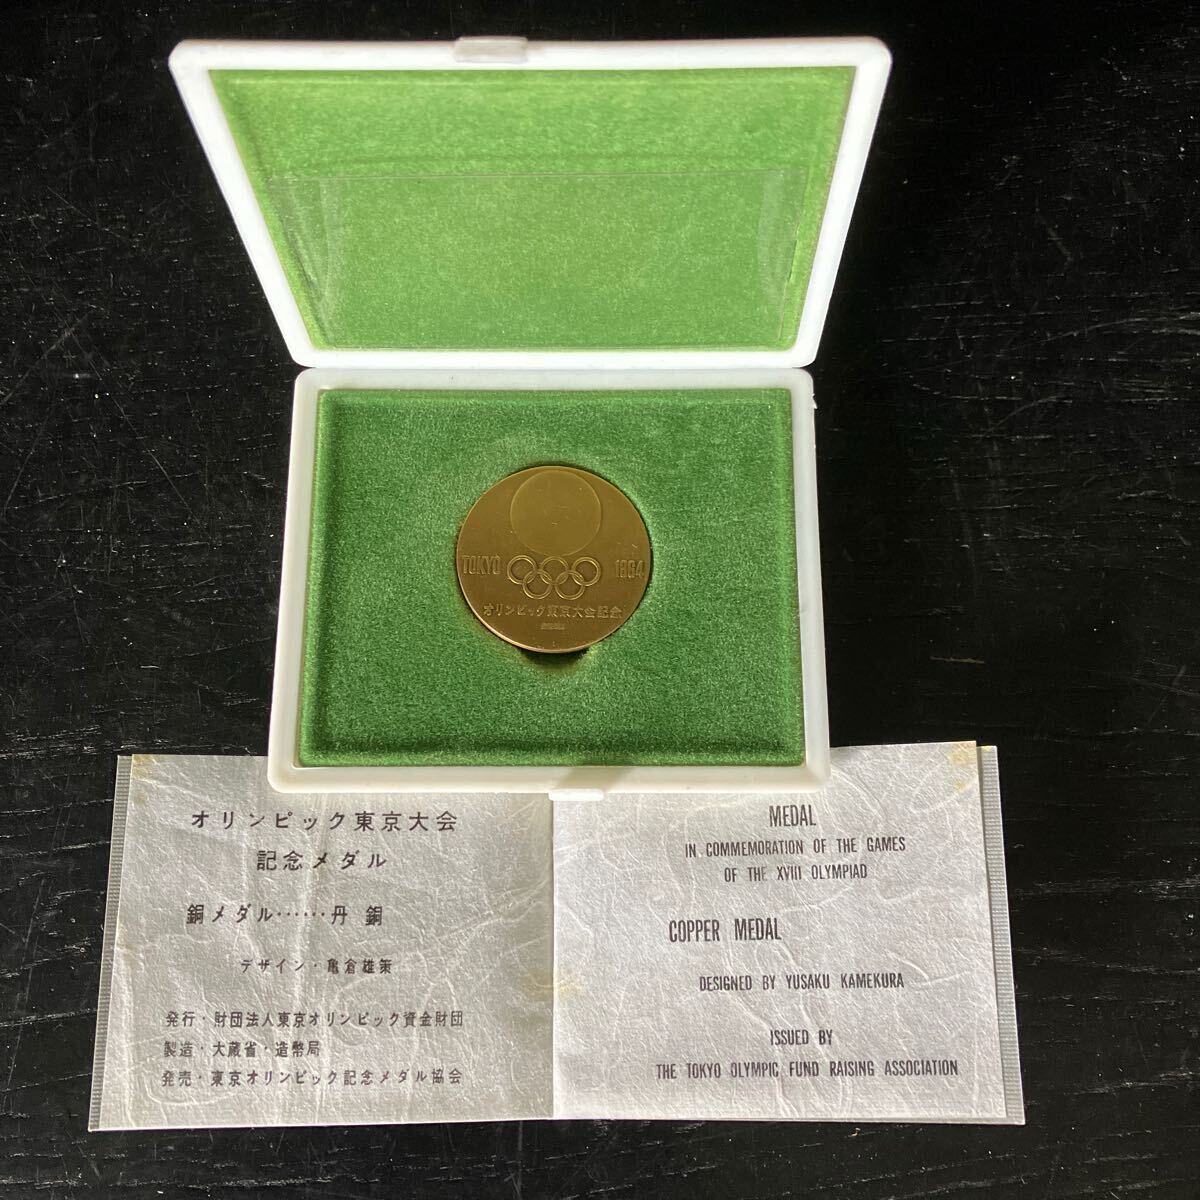 TOKYO 1964
オリンピック東京大会記念
オリンピック東京大会
記念メダル
銅メダル……丹 銅
デザイン・亀倉雄策
発行・財団法人東京オリンピック資金財団
製造・大蔵省・造幣局
発売・東京オリンピック記念メダル協会
MEDAL
IN COMMEMORATION OF THE GAMES
OF THE XVIII OLYMPIAD
COPPER MEDAL
DESIGNED BY YUSAKU KAMEKURA
ISSUED BY
THE TOKYO OLYMPIC FUND RAISING ASSOCIATION